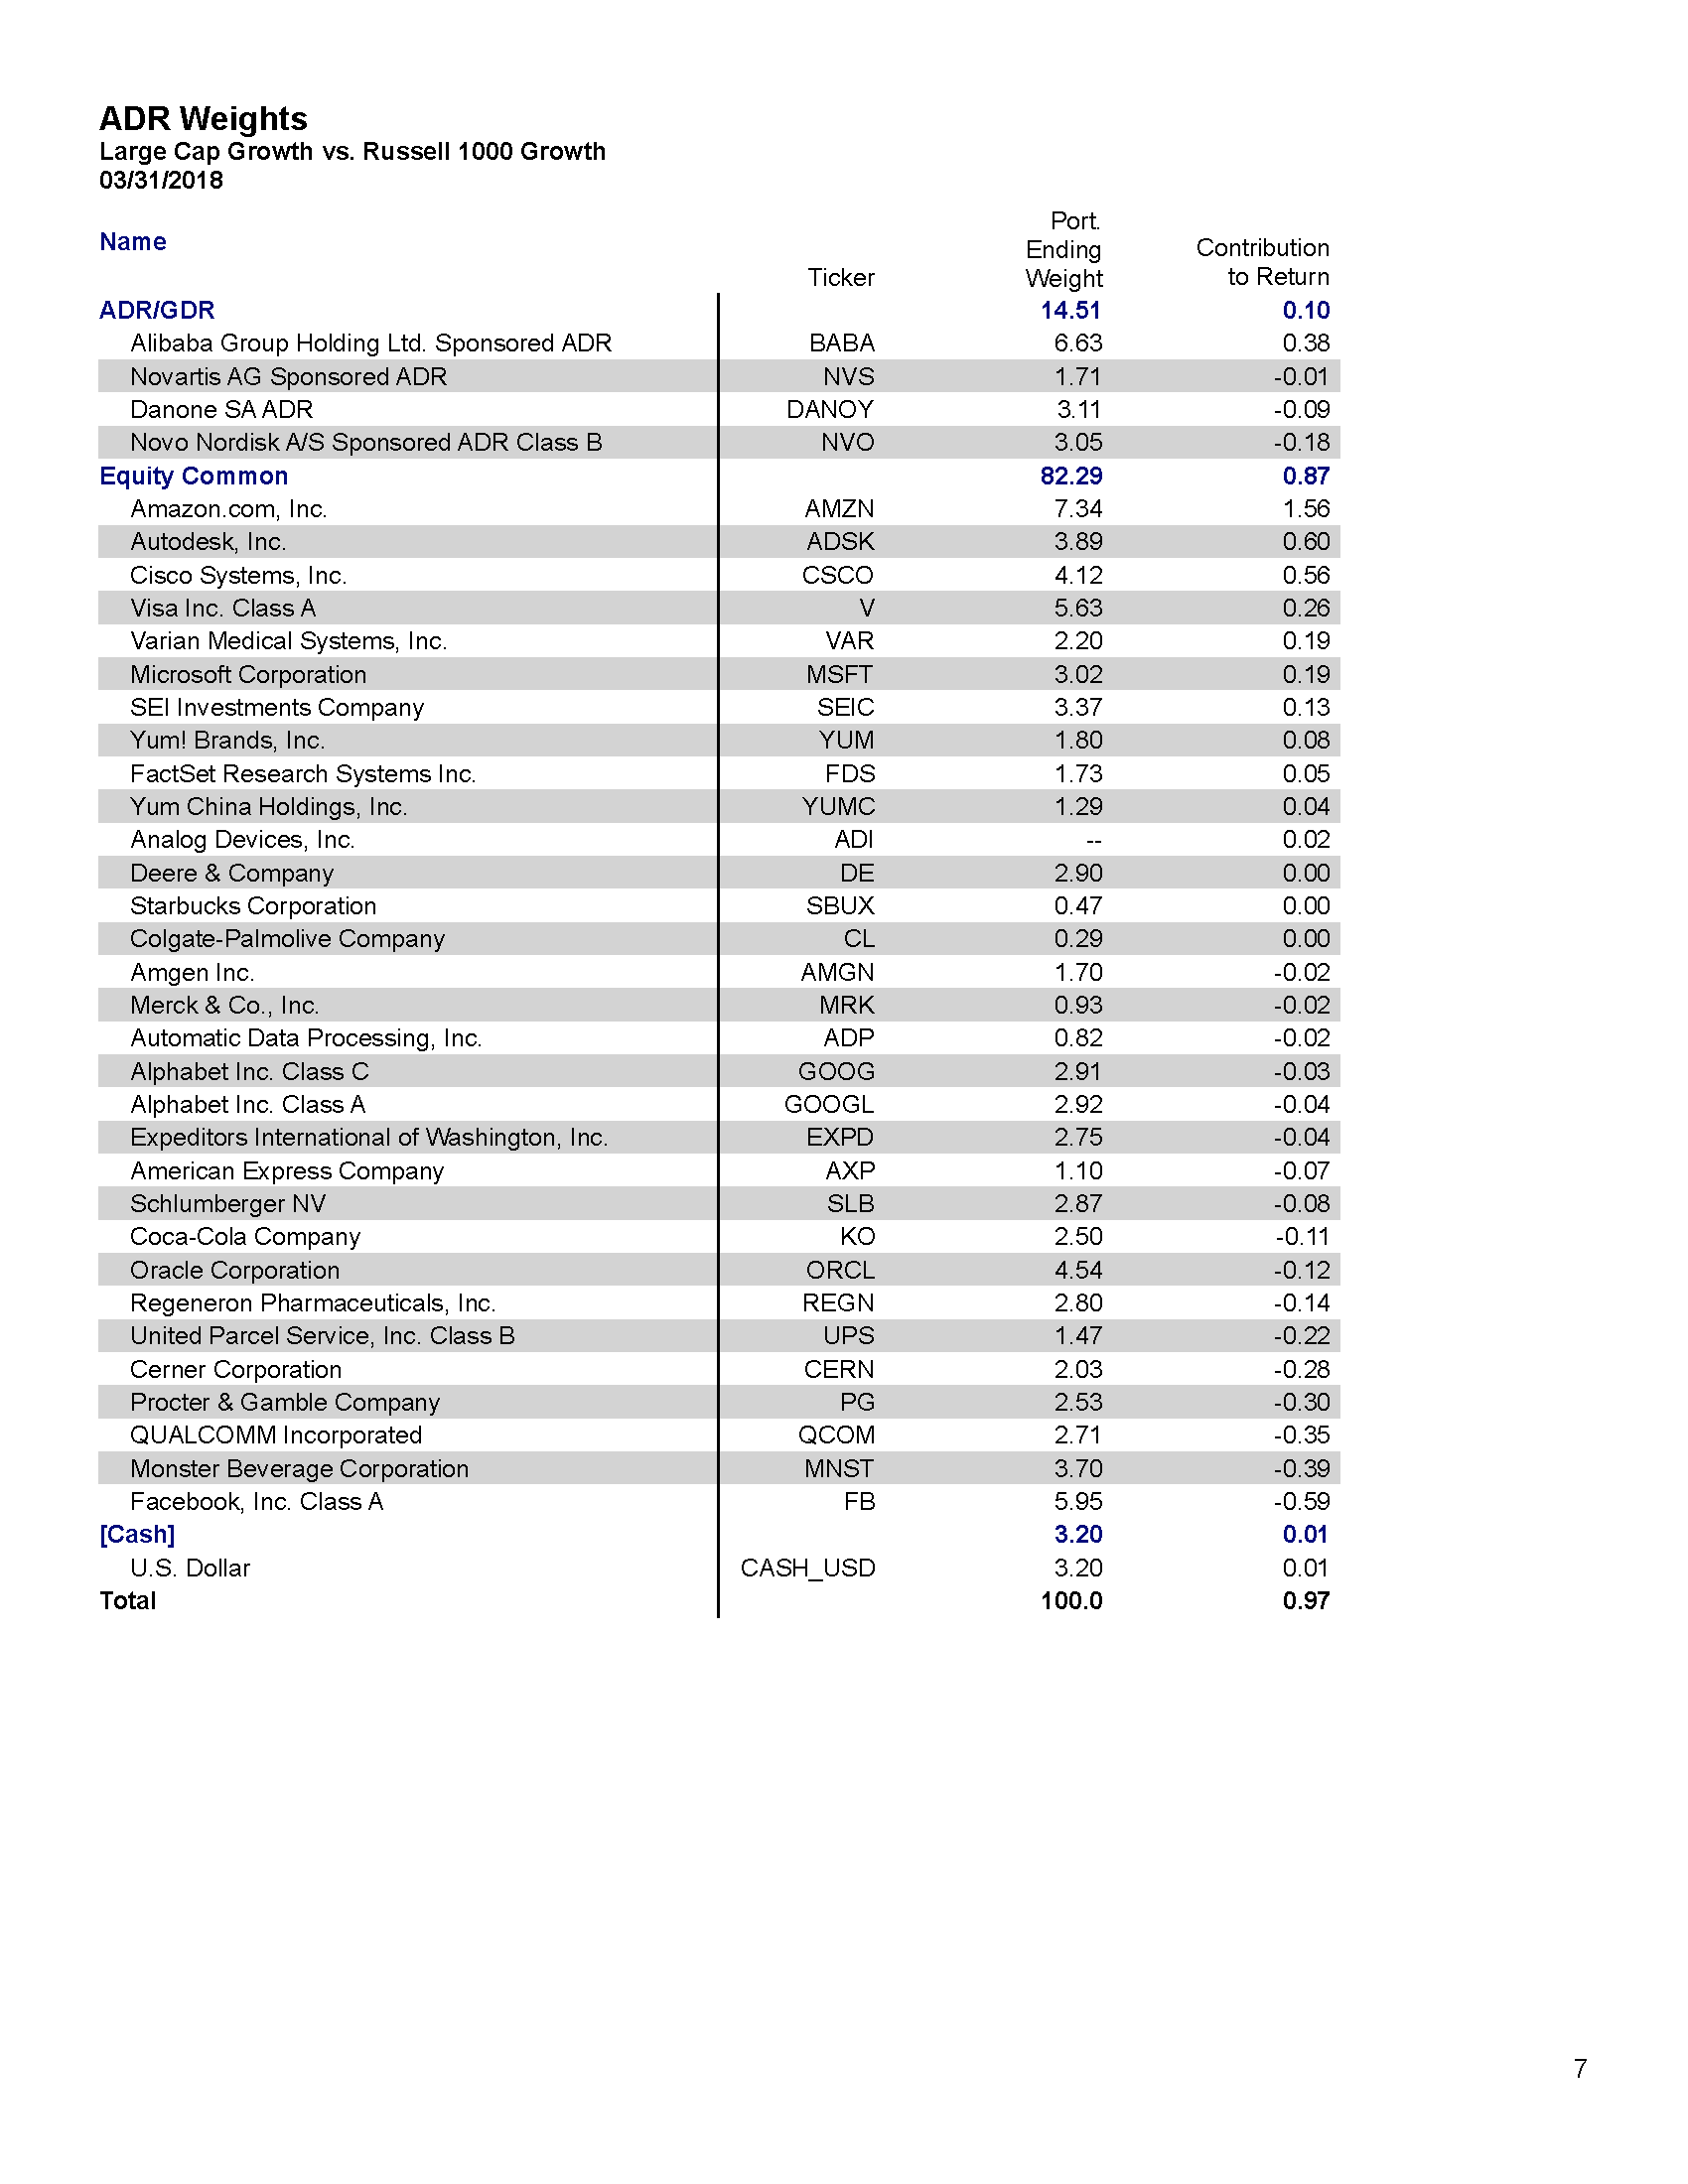 ADR Weights
Large Cap Growth vs. Russell 1000 Growth
03/31/2018
Name Ticker Port. Ending Weight Contribution to Return
ADR/GDR 14.51 0.10
Alibaba Group Holding Ltd. Sponsored ADR BABA 6.63 0.38
Novartis AG Sponsored ADR NVS 1.71 -0.01
Danone SA ADR DANOY 3.11 -0.09
Novo Nordisk A/S Sponsored ADR Class B NVO 3.05 -0.18
Equity Common 82.29 0.87
Amazon.com, Inc. AMZN 7.34 1.56
Autodesk, Inc. ADSK 3.89 0.60
Cisco Systems, Inc. CSCO 4.12 0.56
Visa Inc. Class A V 5.63 0.26
Varian Medical Systems, Inc. VAR 2.20 0.19
Microsoft Corporation MSFT 3.02 0.19
SEI Investments Company SEIC 3.37 0.13
Yum! Brands, Inc. YUM 1.80 0.08
FactSet Research Systems Inc. FDS 1.73 0.05
Yum China Holdings, Inc. YUMC 1.29 0.04
Analog Devices, Inc. ADI -- 0.02
Deere & Company DE 2.90 0.00
Starbucks Corporation SBUX 0.47 0.00
Colgate-Palmolive Company CL 0.29 0.00
Amgen Inc. AMGN 1.70 -0.02
Merck & Co., Inc. MRK 0.93 -0.02
Automatic Data Processing, Inc. ADP 0.82 -0.02
Alphabet Inc. Class C GOOG 2.91 -0.03
Alphabet Inc. Class A GOOGL 2.92 -0.04
Expeditors International of Washington, Inc. EXPD 2.75 -0.04
American Express Company AXP 1.10 -0.07
Schlumberger NV SLB 2.87 -0.08
Coca-Cola Company KO 2.50 -0.11
Oracle Corporation ORCL 4.54 -0.12
Regeneron Pharmaceuticals, Inc. REGN 2.80 -0.14
United Parcel Service, Inc. Class B UPS 1.47 -0.22
Cerner Corporation CERN 2.03 -0.28
Procter & Gamble Company PG 2.53 -0.30
QUALCOMM Incorporated QCOM 2.71 -0.35
Monster Beverage Corporation MNST 3.70 -0.39
Facebook, Inc. Class A FB 5.95 -0.59
[Cash] 3.20 0.01
U.S. Dollar CASH_USD 3.20 0.01
Total 100.0 0.97
7